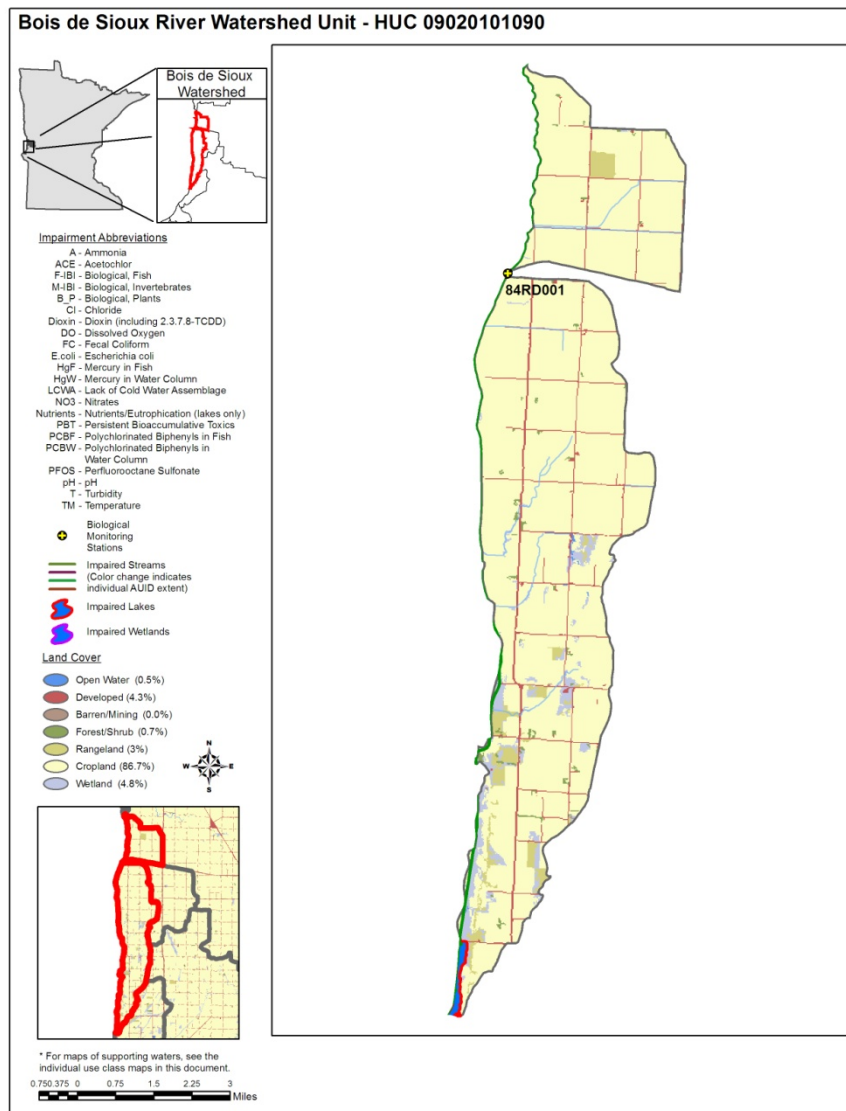 Bois de Sioux River Watershed Unit - HUC 09020101090
Bois de Sioux
Watershed
Impairment Abbreviations
A - Ammonia
ACE - Acetochlor
F-IBI - Biological, Fish
M-IBI - Biological, Invertebrates
B_P - Biological, Plants
Cl - Chloride
Dioxin - Dioxin (including 2.3.7.8-TCDD)
DO - Dissolved Oxygen
FC - Fecal Coliform
E.coli - Escherichia coli
HgF - Mercury in Fish
HgW - Mercury in Water Column
LCWA - Lack of Cold Water Assemblage
NO3 - Nitrates
Nutrients - Nutrients/Eutrophication (lakes only)
PBT - Persistent Bioaccumulative Toxics
PCBF - Polychlorinated Biphenyls in Fish
PCBW - Polychlorinated Biphenyls in
Water Column
PFOS - Perfluorooctane Sulfonate
pH - pH
T - Turbidity
TM - Temperature
Biological
Monitoring
Stations
Impaired Streams
(Color change indicates
individual AUID extent)
Impaired Lakes
Impaired Wetlands
Land Cover
Open Water (0.5%)
Developed (4.3%)
Barren/Mining (0.0%)
Forest/Shrub (0.7%)
Rangeland (3%)
Cropland (86.7%)
Wetland (4.8%)
N
W E
S
84RD001
* For maps of supporting waters, see the
individual use class maps in this document.
0.75 0.375 0 0.75 1.5 2.25 3
Miles